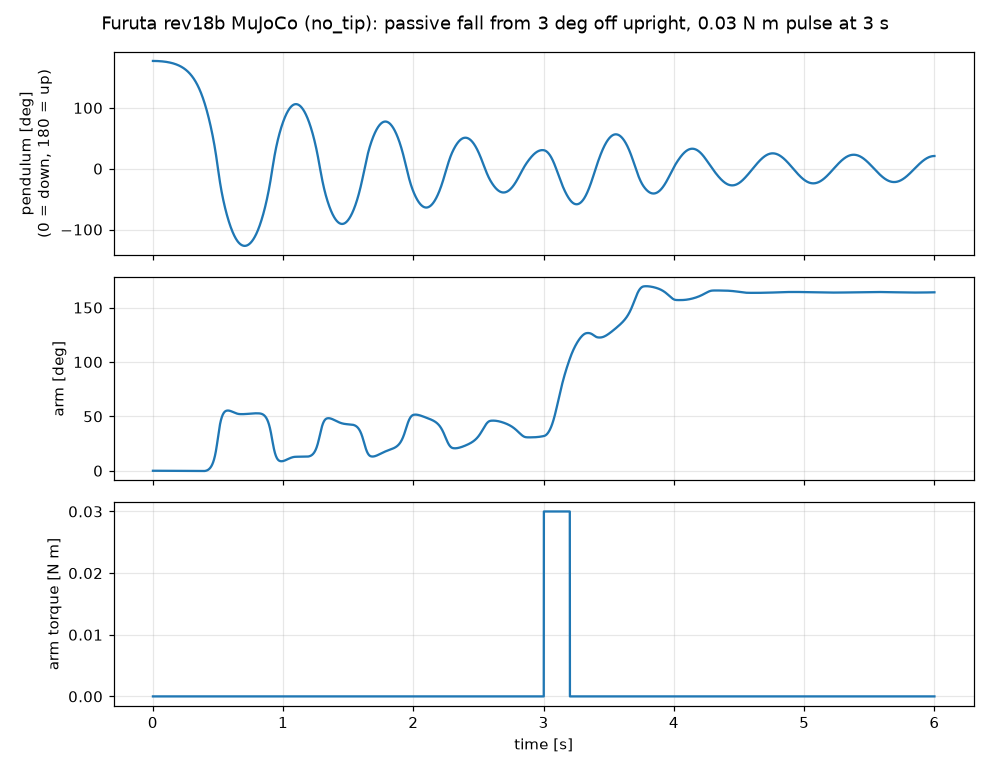 Furuta rev18b MuJoCo (no_tip): passive fall from 3 deg off upright, 0.03 N m pulse at 3 s
pendulum [deg]
(0 = down, 180 = up)
100
0
−100
arm [deg]
150
100
50
0
arm torque [N m]
0.03
0.02
0.01
0.00
0 1 2 3 4 5 6
time [s]